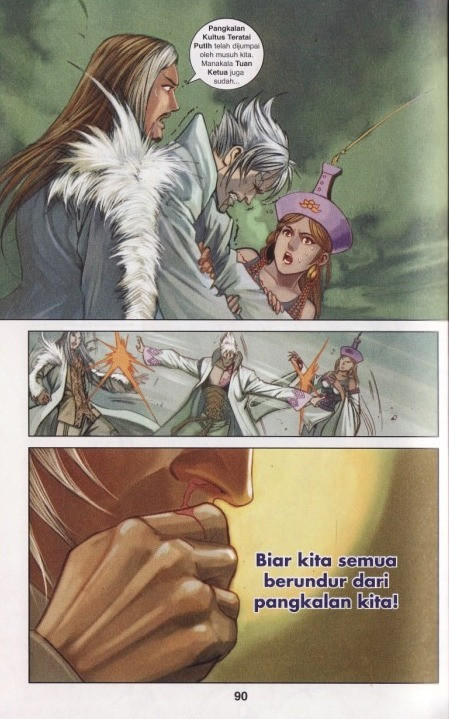 Pangkalan
Kultus Teratai
Putih telah dijumpai
oleh musuh kita.
Manakala Tuan
Ketua juga
sudah...
Biar kita semua
berundur dari
pangkalan kita!
90